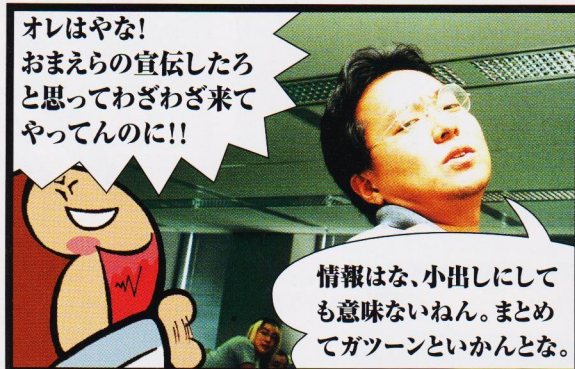 オレはやな!
おまえらの宣伝したろ
と思ってわざわざ来て
やってんのに!!
情報はな、小出しにして
も意味ないねん。まとめ
てガツーンといかんとな。